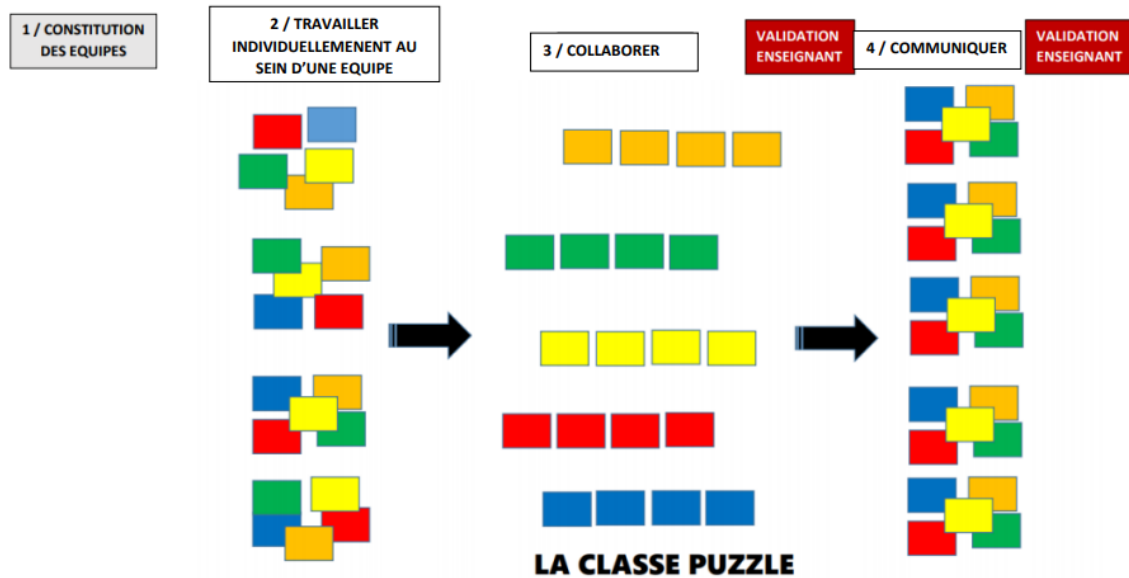 1 / CONSTITUTION
DES EQUIPES
2 / TRAVAILLER
INDIVIDUELLEMENENT AU
SEIN D'UNE EQUIPE
3 / COLLABORER
VALIDATION
ENSEIGNANT
4 / COMMUNIQUER
VALIDATION
ENSEIGNANT
LA CLASSE PUZZLE